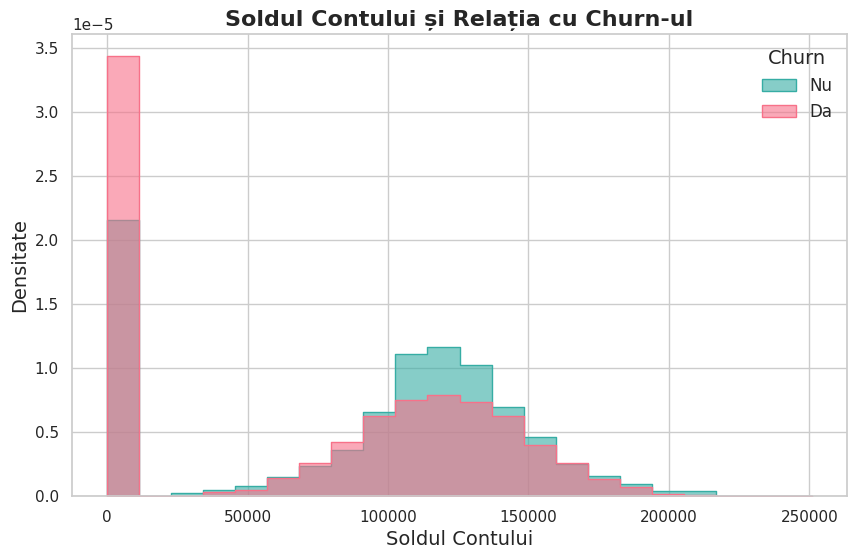 Soldul Contului și Relația cu Churn-ul
1e−5
3.5
3.0
2.5
2.0
1.5
1.0
0.5
0.0
Densitate
Churn
Nu
Da
0 50000 100000 150000 200000 250000
Soldul Contului